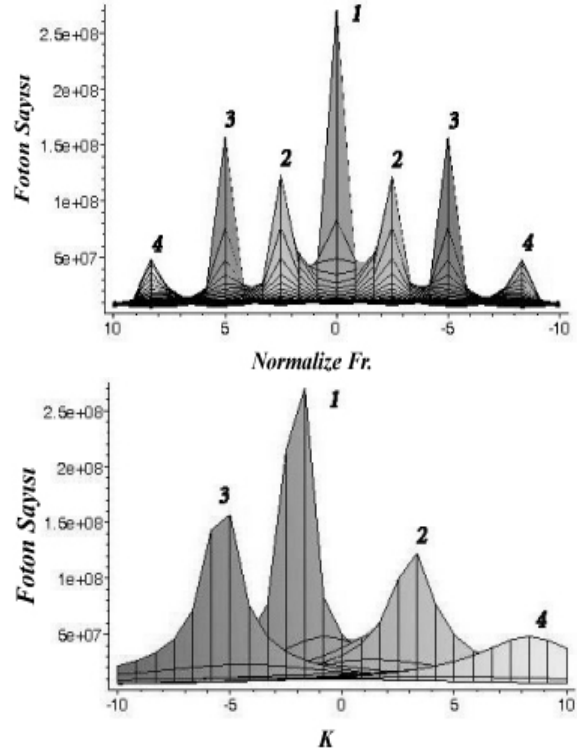 1
2.5e+08
2e+08
1.5e+08
1e+08
5e+07
Foton Sayısı
3
2
2
3
4
4
10 5 0 -5 -10
Normalize Fr.
2.5e+08
2e+08
1.5e+08
1e+08
5e+07
Foton Sayısı
1
3
2
4
-10 -5 0 5 10
K